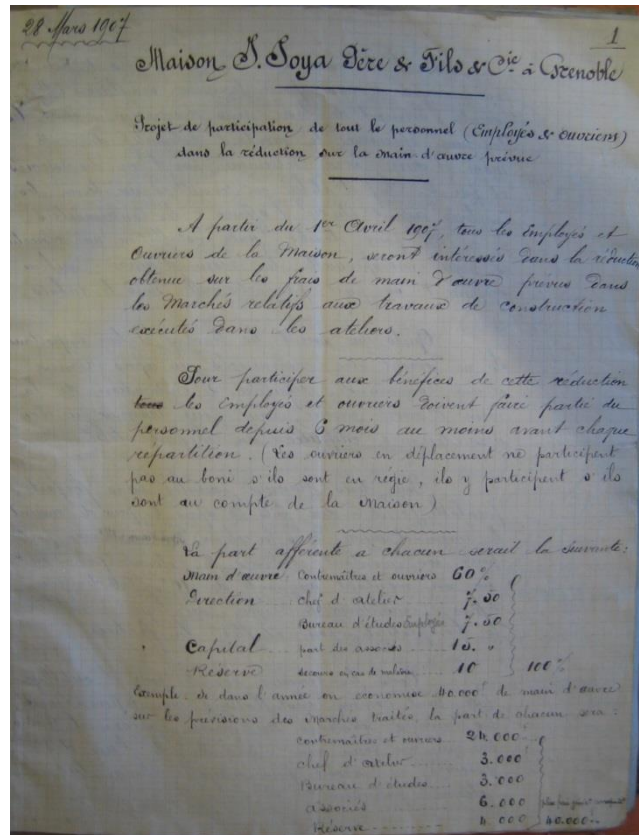 28 Mars 1907
1
Maison J. Joya Père & Fils & Cie à Grenoble
Projet de participation de tout le personnel (Employés & ouvriers)
dans la réduction sur la main d'œuvre prévue
A partir du 1er Avril 1907, tous les Employés et
Ouvriers de la Maison, seront intéressés dans la réduction
obtenue sur les frais de main d'œuvre prévus dans
les Marchés relatifs aux travaux de construction
exécutés dans les ateliers.
Pour participer aux bénéfices de cette réduction
tous les Employés et ouvriers doivent faire partie du
personnel depuis 6 mois au moins avant chaque
répartition. (Les ouvriers en déplacement ne participent
pas au boni s'ils sont en régie, ils y participent s'ils
sont au compte de la Maison)
La part afférente à chacun serait la suivante:
Main d'œuvre Contremaîtres et ouvriers 60 %
Direction chef d'atelier 7.50
Bureau d'études Employés 7.50
Capital part des associés 15. "
Réserve secours en cas de maladie 10 100 %
Exemple: Si dans l'année on économise 40.000f de main d'œuvre
sur les prévisions des Marchés traités, la part de chacun sera:
contremaîtres et ouvriers 24.000f
chef d'atelier 3.000
Bureau d'études 3.000
associés 6.000
Réserve 4.000 40.000f